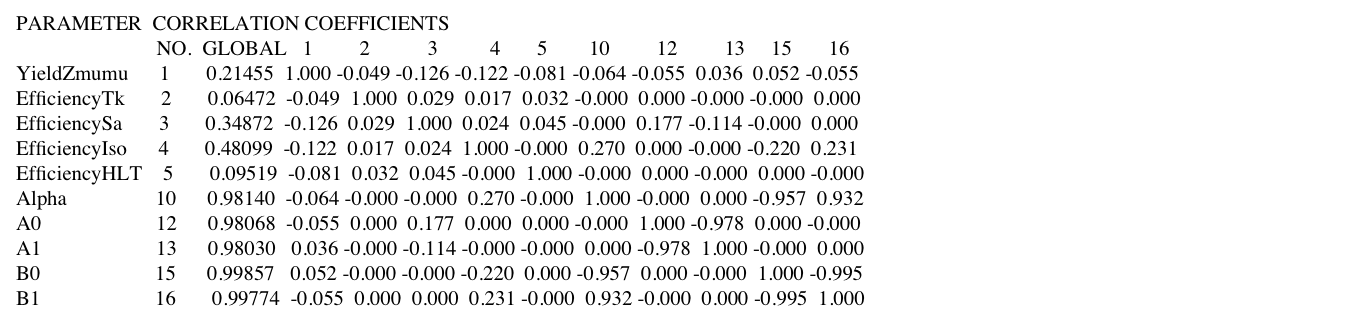 PARAMETER CORRELATION COEFFICIENTS
NO. GLOBAL 1 2 3 4 5 10 12 13 15 16
YieldZmumu 1 0.21455 1.000 -0.049 -0.126 -0.122 -0.081 -0.064 -0.055 0.036 0.052 -0.055
EfficiencyTk 2 0.06472 -0.049 1.000 0.029 0.017 0.032 -0.000 0.000 -0.000 -0.000 0.000
EfficiencySa 3 0.34872 -0.126 0.029 1.000 0.024 0.045 -0.000 0.177 -0.114 -0.000 0.000
EfficiencyIso 4 0.48099 -0.122 0.017 0.024 1.000 -0.000 0.270 0.000 -0.000 -0.220 0.231
EfficiencyHLT 5 0.09519 -0.081 0.032 0.045 -0.000 1.000 -0.000 0.000 -0.000 0.000 -0.000
Alpha 10 0.98140 -0.064 -0.000 -0.000 0.270 -0.000 1.000 -0.000 0.000 -0.957 0.932
A0 12 0.98068 -0.055 0.000 0.177 0.000 0.000 -0.000 1.000 -0.978 0.000 -0.000
A1 13 0.98030 0.036 -0.000 -0.114 -0.000 -0.000 0.000 -0.978 1.000 -0.000 0.000
B0 15 0.99857 0.052 -0.000 -0.000 -0.220 0.000 -0.957 0.000 -0.000 1.000 -0.995
B1 16 0.99774 -0.055 0.000 0.000 0.231 -0.000 0.932 -0.000 0.000 -0.995 1.000